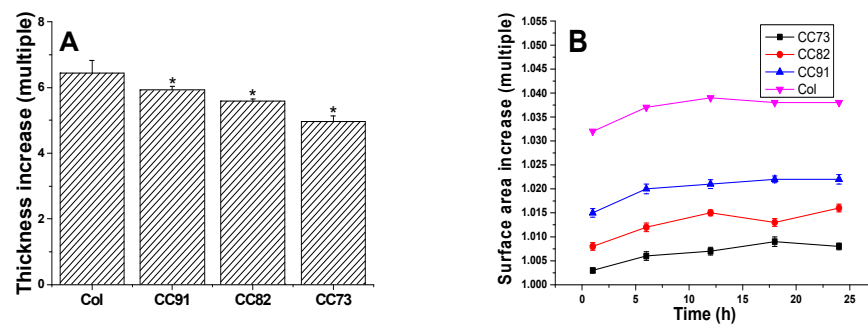 A
Thickness increase (multiple)
8
6
4
2
0
*
*
*
Col
CC91
CC82
CC73
B
Surface area increase (multiple)
1.055
1.050
1.045
1.040
1.035
1.030
1.025
1.020
1.015
1.010
1.005
1.000
CC73
CC82
CC91
Col
0
5
10
15
20
25
Time (h)